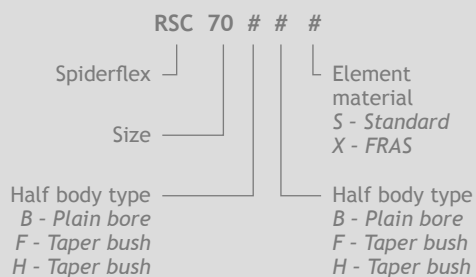 RSC 70 # # #
Spiderflex
Size
Half body type
B - Plain bore
F - Taper bush
H - Taper bush
Element
material
S - Standard
X - FRAS
Half body type
B - Plain bore
F - Taper bush
H - Taper bush